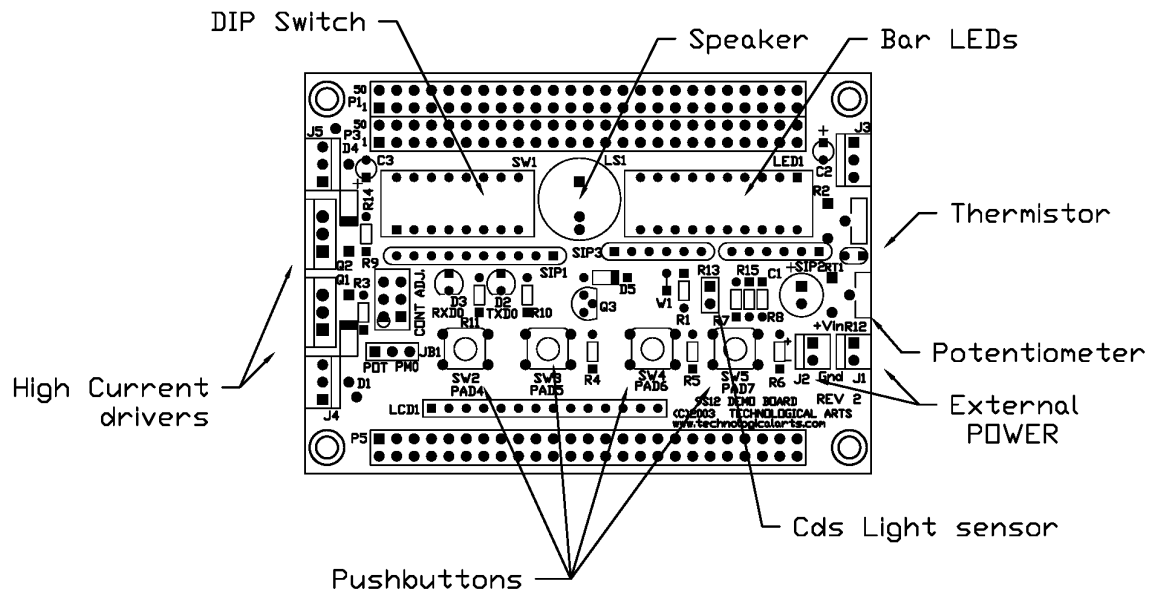 DIP Switch
Speaker
Bar LEDs
50
P1
1
50
P3
1
J5
D4
C3
SW1
LS1
LED1
C2
J3
R14
R2
Thermistor
R9
Q2
SIP1
SIP3
SIP2
RT1
Q1
R3
CONT ADJ.
D3
RXD0
D2
TXD0
R11
R10
Q3
D5
W1
R1
R13
R7
R15
C1
R8
+Vin
R12
Potentiometer
High Current
drivers
JB1
POT PM0
D1
J4
SW2
PAD4
SW3
PAD5
R4
SW4
PAD6
R5
SW5
PAD7
R6
J2
Gnd
J1
REV 2
External
POWER
LCD1
9S12 DEMO BOARD
(C)2003 TECHNOLOGICAL ARTS
www.technologicalarts.com
P5
Cds Light sensor
Pushbuttons